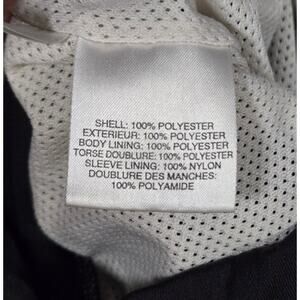 SHELL: 100% POLYESTER
EXTERIEUR: 100% POLYESTER
BODY LINING: 100% POLYESTER
TORSE DOUBLURE: 100% POLYESTER
SLEEVE LINING: 100% NYLON
DOUBLURE DES MANCHES:
100% POLYAMIDE